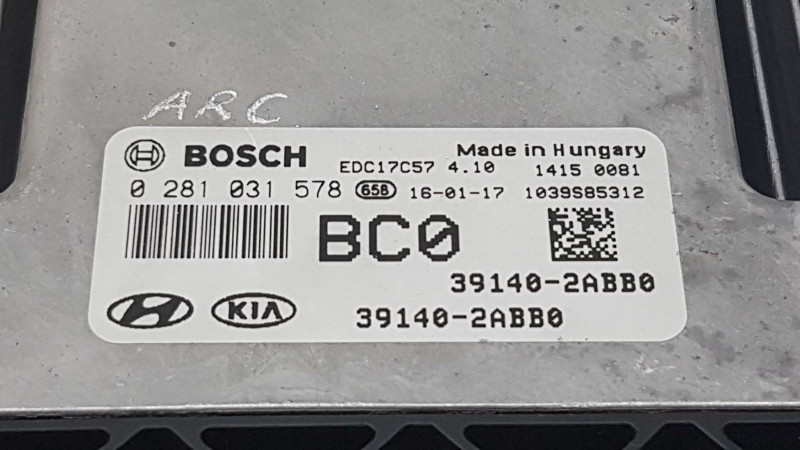 ARC
BOSCH EDC17C57 4.10 Made in Hungary
1415 0081
0 281 031 578 658 16-01-17 1039S85312
BC0
39140-2ABB0
KIA 39140-2ABB0